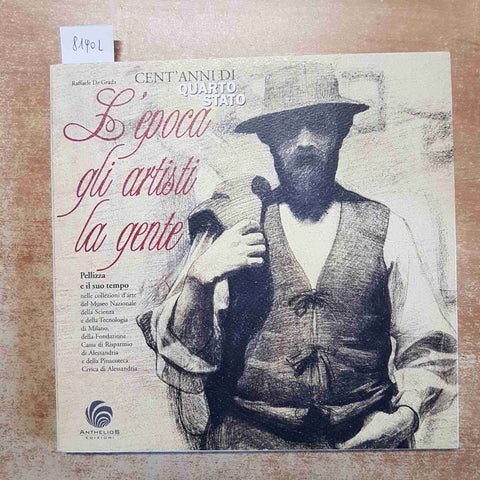 8140L
Raffaele De Grada
CENT'ANNI DI
QUARTO
STATO
L'epoca
gli artisti
la gente
Pellizza
e il suo tempo
nelle collezioni d'arte
del Museo Nazionale
della Scienza
e della Tecnologia
di Milano,
della Fondazione
Cassa di Risparmio
di Alessandria
e della Pinacoteca
Civica di Alessandria
ANTHELIOS
EDIZIONI